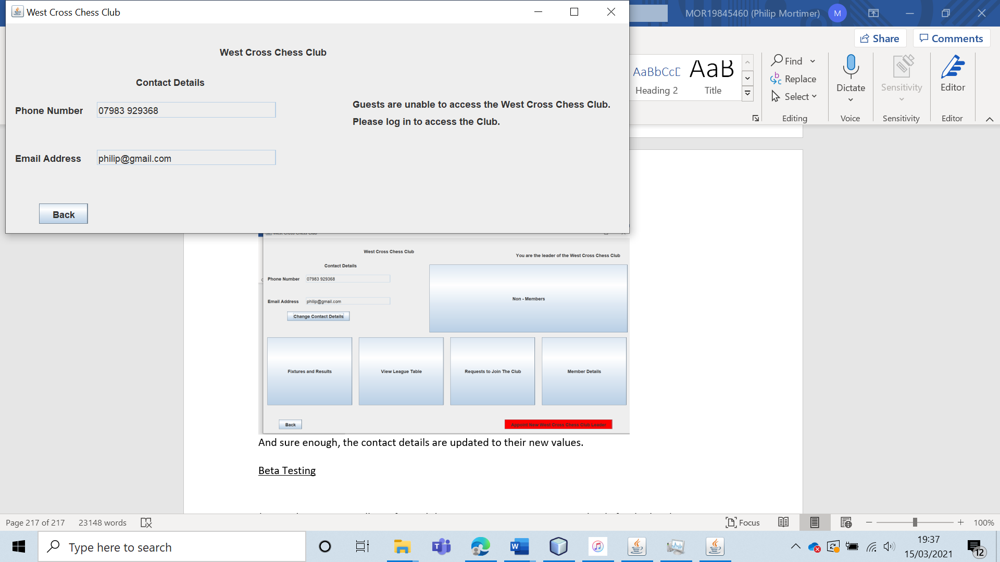 West Cross Chess Club
MOR19845460 (Philip Mortimer)
M
Share
Comments
West Cross Chess Club
Contact Details
Phone Number
07983 929368
Guests are unable to access the West Cross Chess Club.
Please log in to access the Club.
Email Address
philip@gmail.com
Back
AaBbCcD
AaB
Heading 2
Title
Find
Replace
Select
Editing
Dictate
Voice
Sensitivity
Sensitivity
Editor
Editor
West Cross Chess Club
You are the leader of the West Cross Chess Club
Contact Details
Phone Number
07983 929368
Non - Members
Email Address
philip@gmail.com
Change Contact Details
Fixtures and Results
View League Table
Requests to Join The Club
Member Details
Back
Appoint New West Cross Chess Club Leader
And sure enough, the contact details are updated to their new values.
Beta Testing
Page 217 of 217
23148 words
Focus
100%
Type here to search
19:37
15/03/2021
12